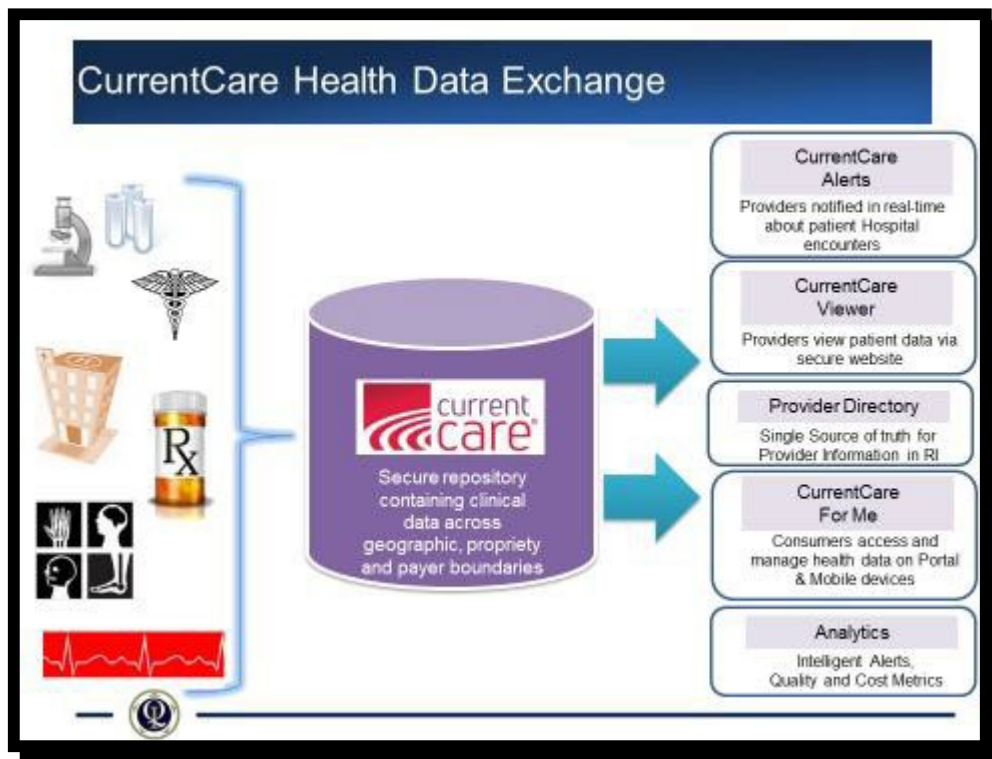 CurrentCare Health Data Exchange
Rx
current
care®
Secure repository
containing clinical
data across
geographic, propriety
and payer boundaries
CurrentCare
Alerts
Providers notified in real-time
about patient Hospital
encounters
CurrentCare
Viewer
Providers view patient data via
secure website
Provider Directory
Single Source of truth for
Provider Information in RI
CurrentCare
For Me
Consumers access and
manage health data on Portal
& Mobile devices
Analytics
Intelligent Alerts,
Quality and Cost Metrics